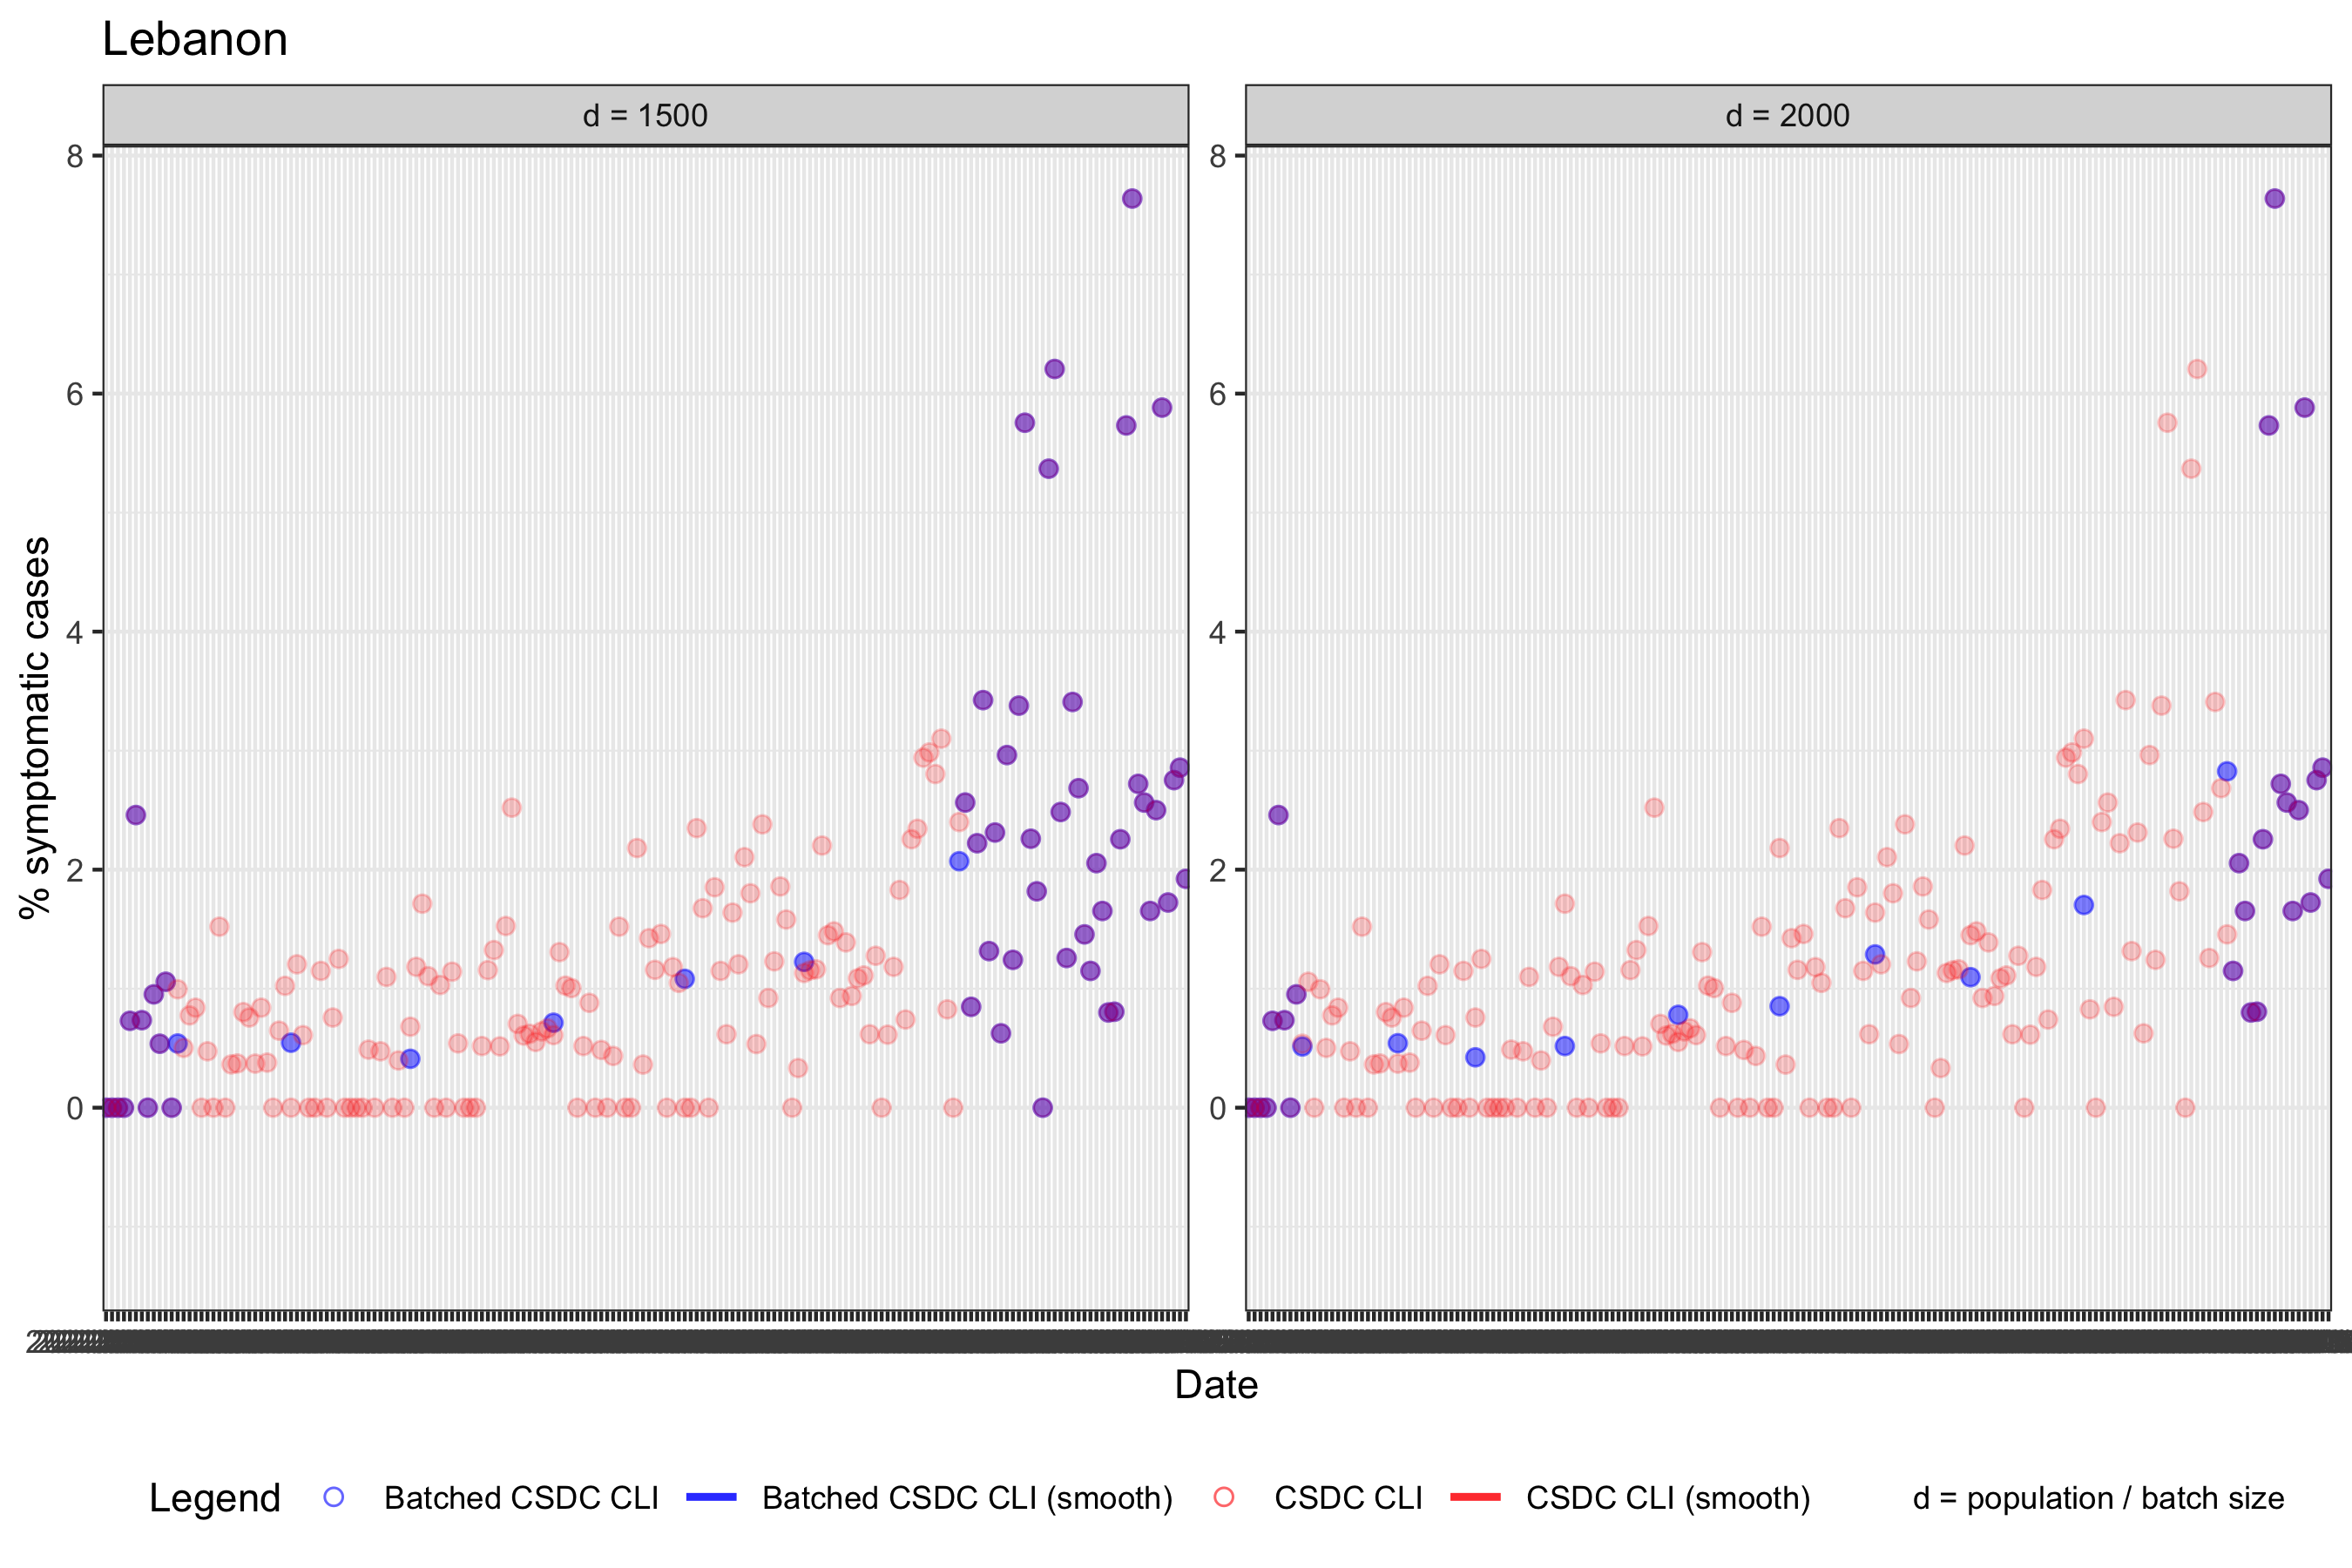 Lebanon
d = 1500
d = 2000
% symptomatic cases
8
6
4
2
0
8
6
4
2
0
Date
Legend Batched CSDC CLI Batched CSDC CLI (smooth) CSDC CLI CSDC CLI (smooth) d = population / batch size